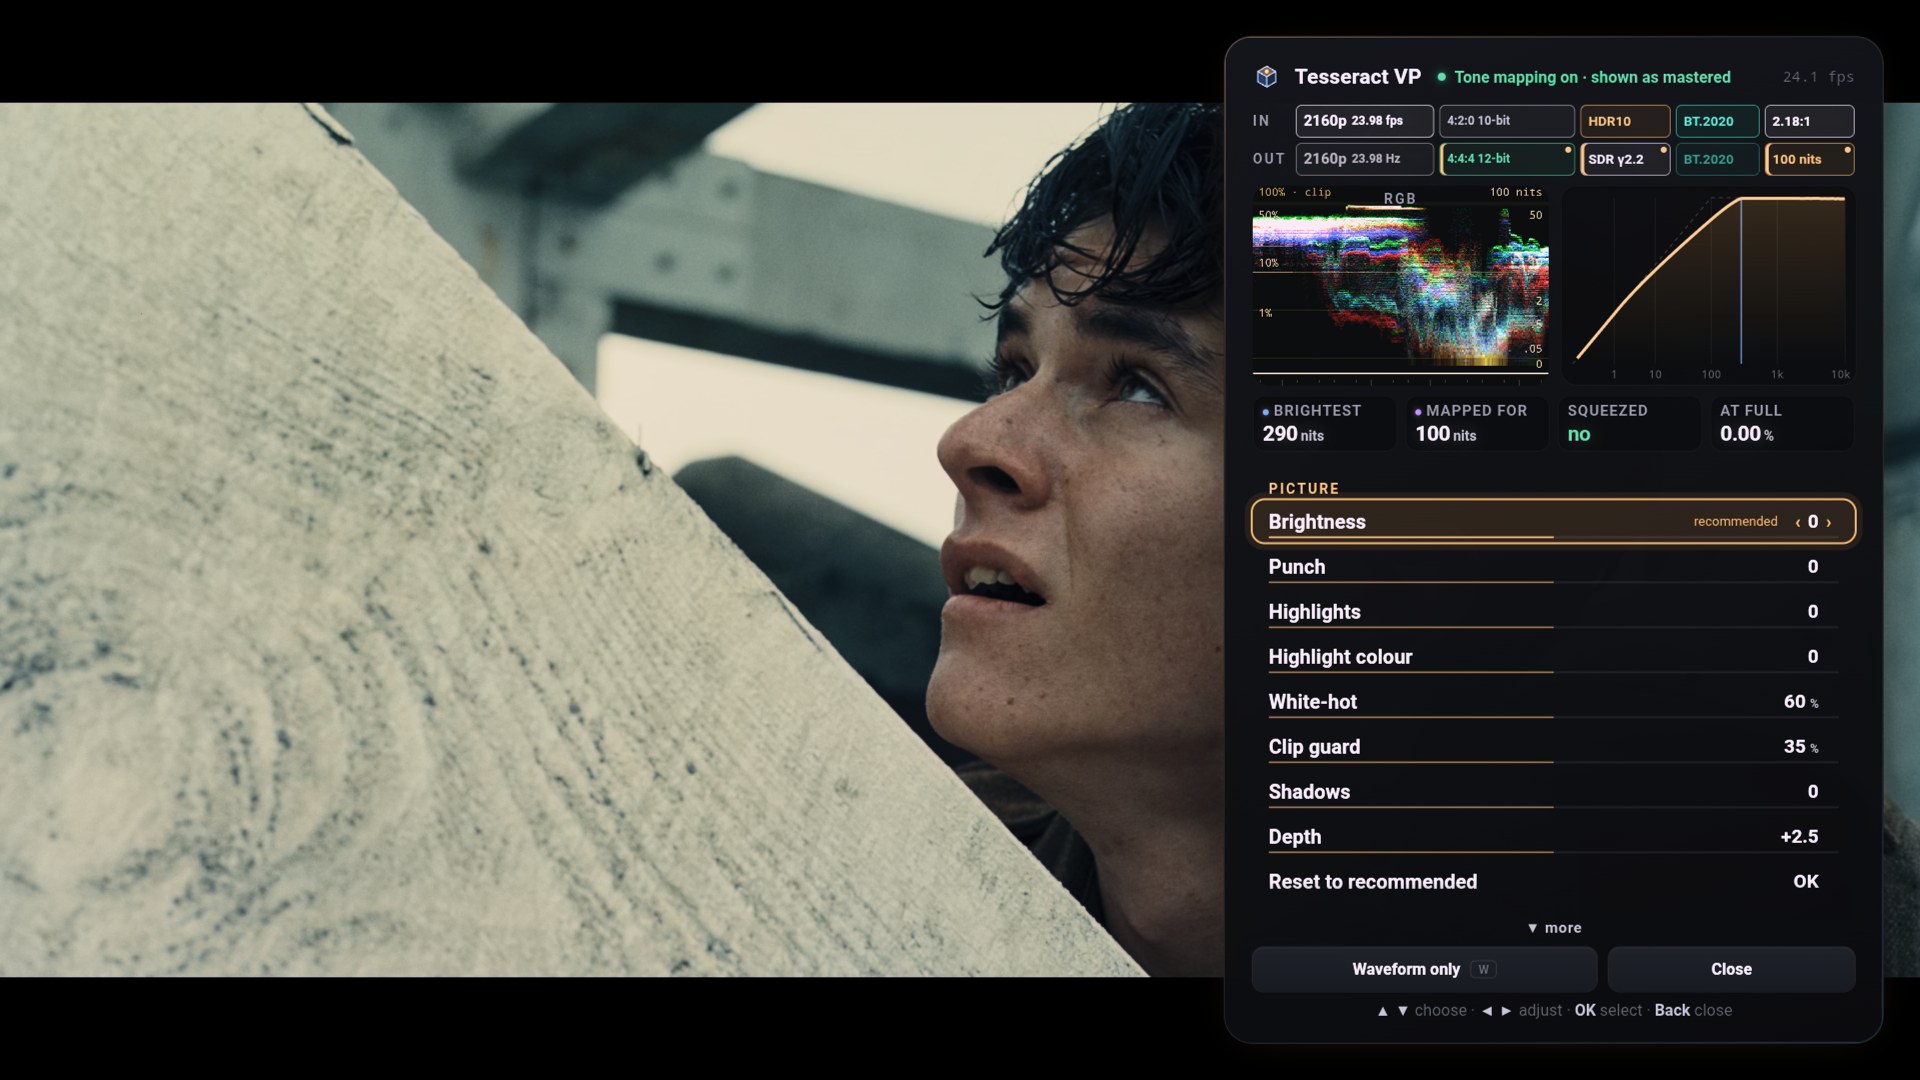 Tesseract VP ● Tone mapping on · shown as mastered 24.1 fps
IN 2160p 23.98 fps 4:2:0 10-bit HDR10 BT.2020 2.18:1
OUT 2160p 23.98 Hz 4:4:4 12-bit SDR γ2.2 BT.2020 100 nits
100% · clip RGB 100 nits
50% 50
10%
2
1%
.05
0
1 10 100 1k 10k
BRIGHTEST MAPPED FOR SQUEEZED AT FULL
290 nits 100 nits no 0.00 %
PICTURE
Brightness recommended ‹ 0 ›
Punch 0
Highlights 0
Highlight colour 0
White-hot 60 %
Clip guard 35 %
Shadows 0
Depth +2.5
Reset to recommended OK
▼ more
Waveform only W Close
▲ ▼ choose · ◄ ► adjust · OK select · Back close